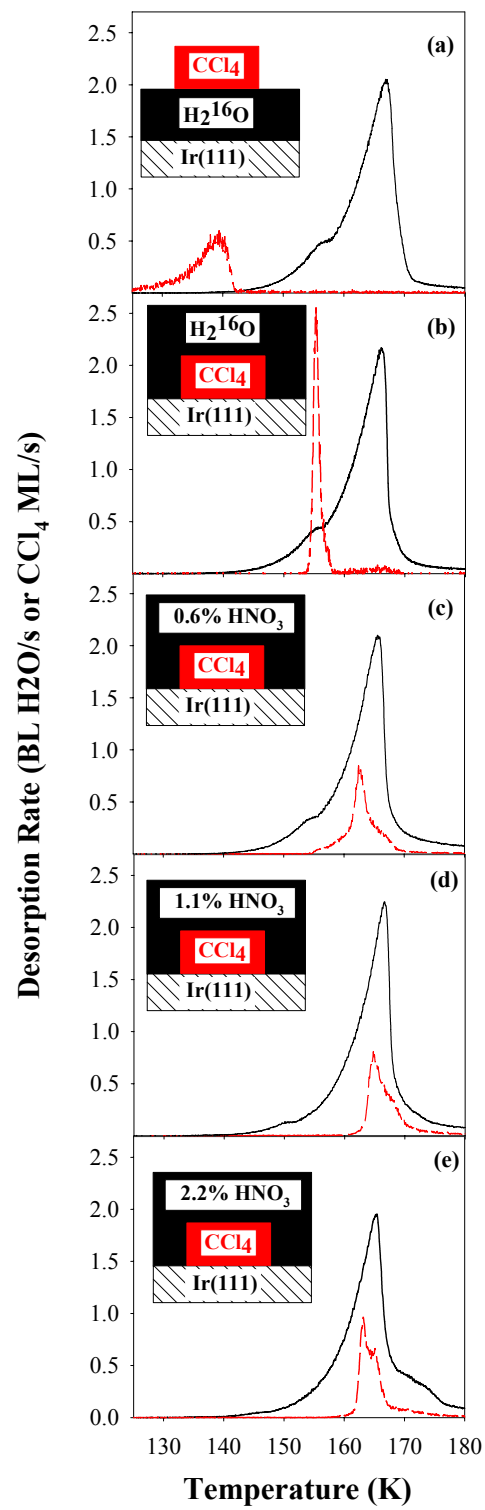 Desorption Rate (BL H2O/s or CCl4 ML/s)
2.5
2.0
1.5
1.0
0.5
(a)
CCl4
H2^16O
Ir(111)
2.5
2.0
1.5
1.0
0.5
(b)
H2^16O
CCl4
Ir(111)
2.5
2.0
1.5
1.0
0.5
(c)
0.6% HNO3
CCl4
Ir(111)
2.5
2.0
1.5
1.0
0.5
(d)
1.1% HNO3
CCl4
Ir(111)
2.5
2.0
1.5
1.0
0.5
0.0
(e)
2.2% HNO3
CCl4
Ir(111)
130 140 150 160 170 180
Temperature (K)